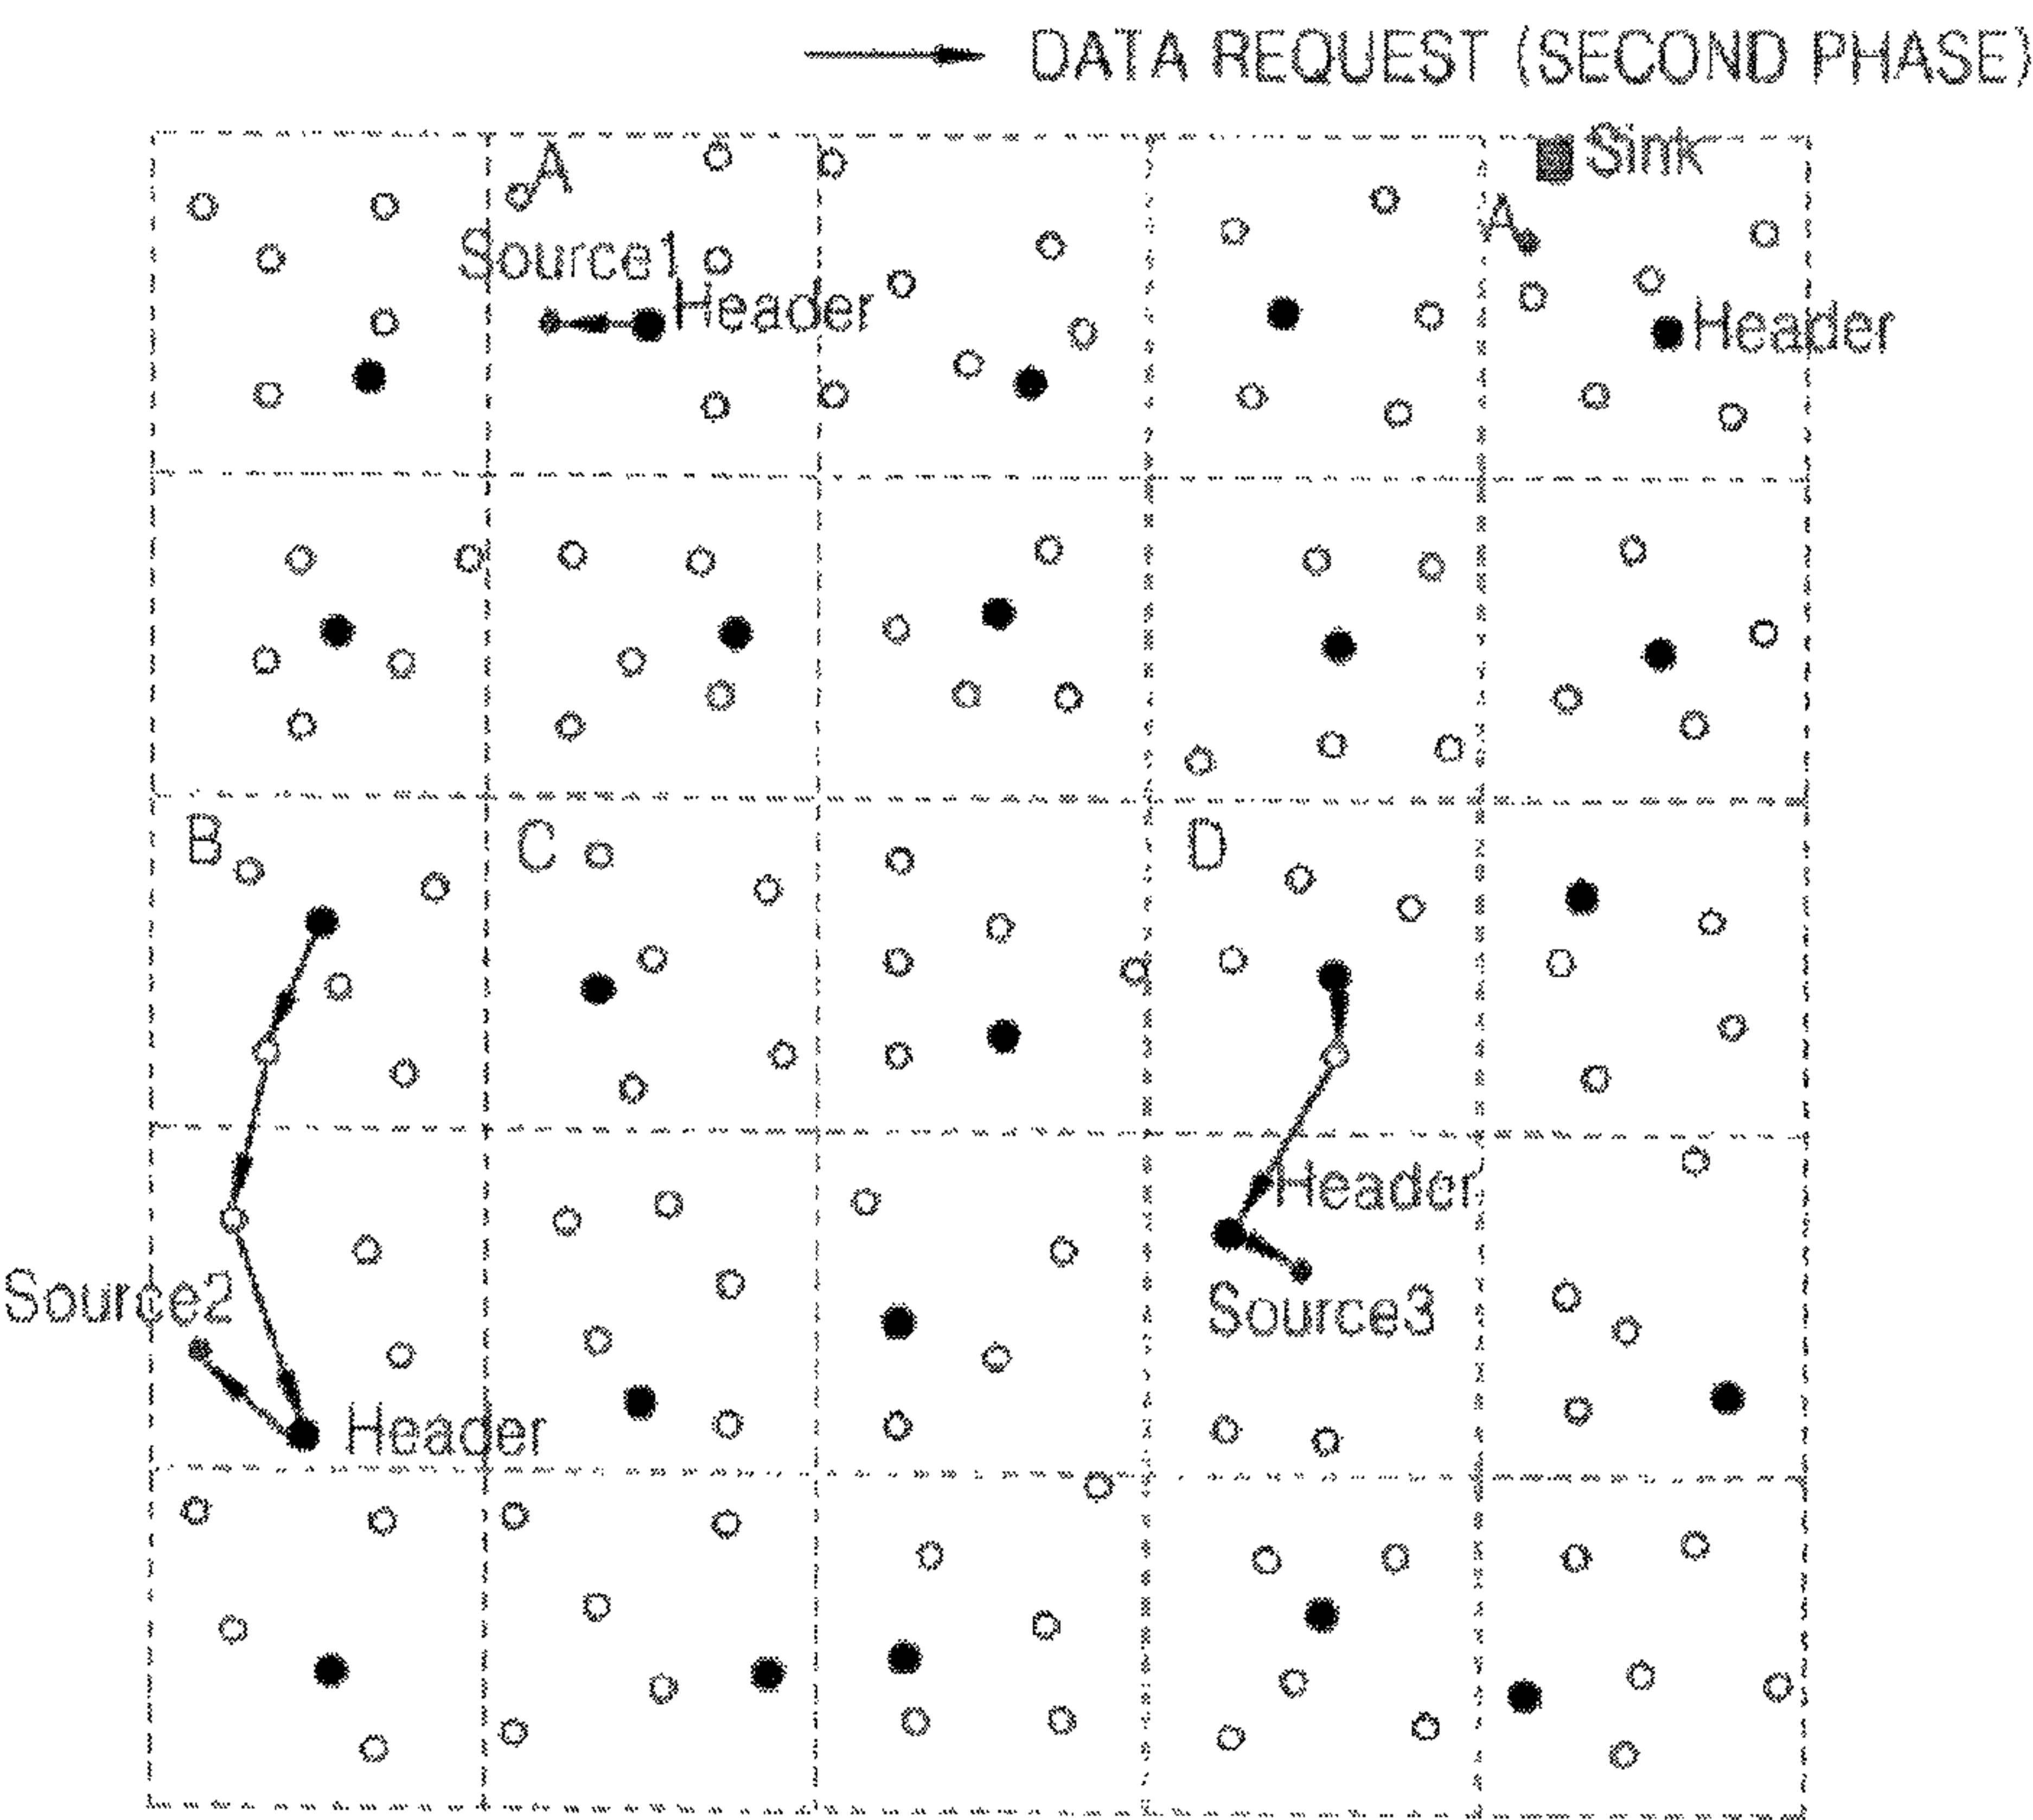 DATA REQUEST (SECOND PHASE)
Sink
A
A
Source1
Header
Header
B
C
D
Header
Source2
Source3
Header